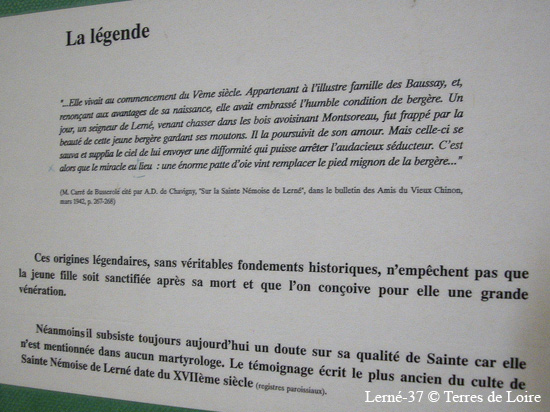 La légende
"...Elle vivait au commencement du Vème siècle. Appartenant à l'illustre famille des Baussay, et,
renonçant aux avantages de sa naissance, elle avait embrassé l'humble condition de bergère. Un
jour, un seigneur de Lerné, venant chasser dans les bois avoisinant Montsoreau, fut frappé par la
beauté de cette jeune bergère gardant ses moutons. Il la poursuivit de son amour. Mais celle-ci se
sauva et supplia le ciel de lui envoyer une difformité qui puisse arrêter l'audacieux séducteur. C'est
alors que le miracle eu lieu : une énorme patte d'oie vint remplacer le pied mignon de la bergère..."
(M. Carré de Busserole cité par A.D. de Chavigny, "Sur la Sainte Némoise de Lerné", dans le bulletin des Amis du Vieux Chinon,
mars 1942, p. 267-268)
Ces origines légendaires, sans véritables fondements historiques, n'empêchent pas que
la jeune fille soit sanctifiée après sa mort et que l'on conçoive pour elle une grande
vénération.
Néanmoins il subsiste toujours aujourd'hui un doute sur sa qualité de Sainte car elle
n'est mentionnée dans aucun martyrologe. Le témoignage écrit le plus ancien du culte de
Sainte Némoise de Lerné date du XVIIème siècle (registres paroissiaux).
Lerné-37 © Terres de Loire